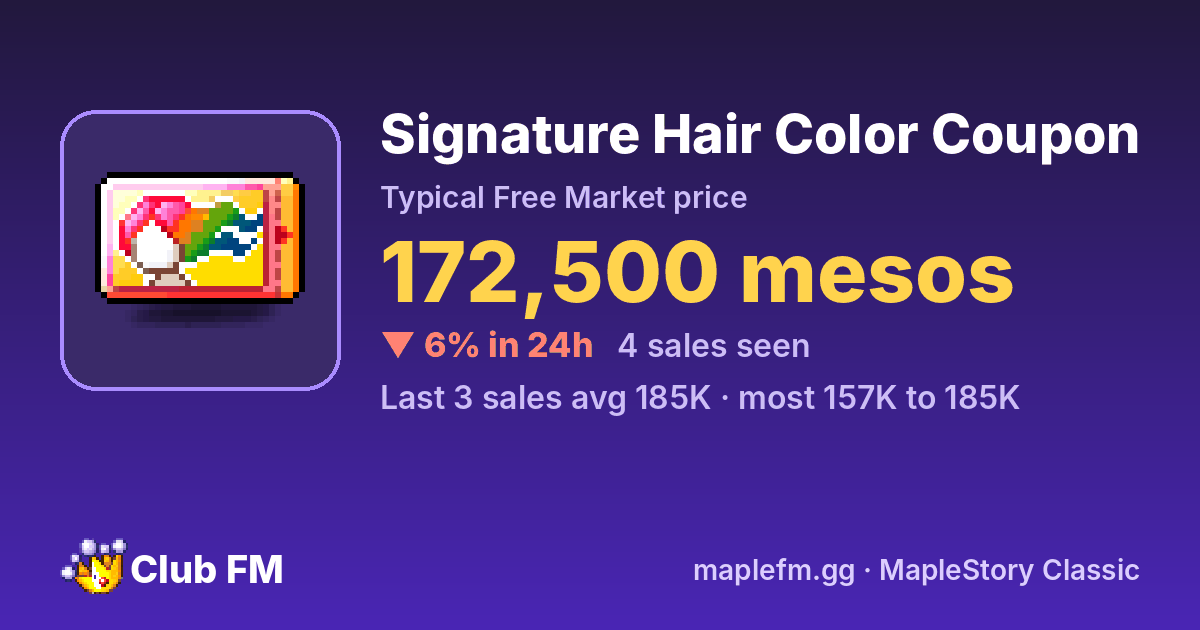 Signature Hair Color Coupon
Typical Free Market price
172,500 mesos
▼ 6% in 24h 4 sales seen
Last 3 sales avg 185K · most 157K to 185K
Club FM
maplefm.gg · MapleStory Classic